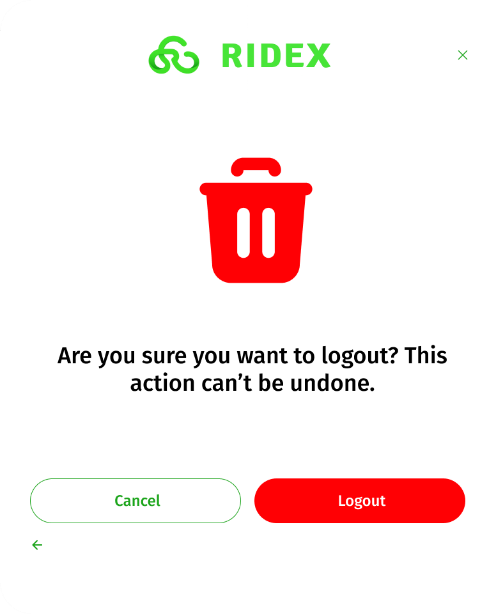 RIDEX
Are you sure you want to logout? This
action can’t be undone.
Cancel
Logout